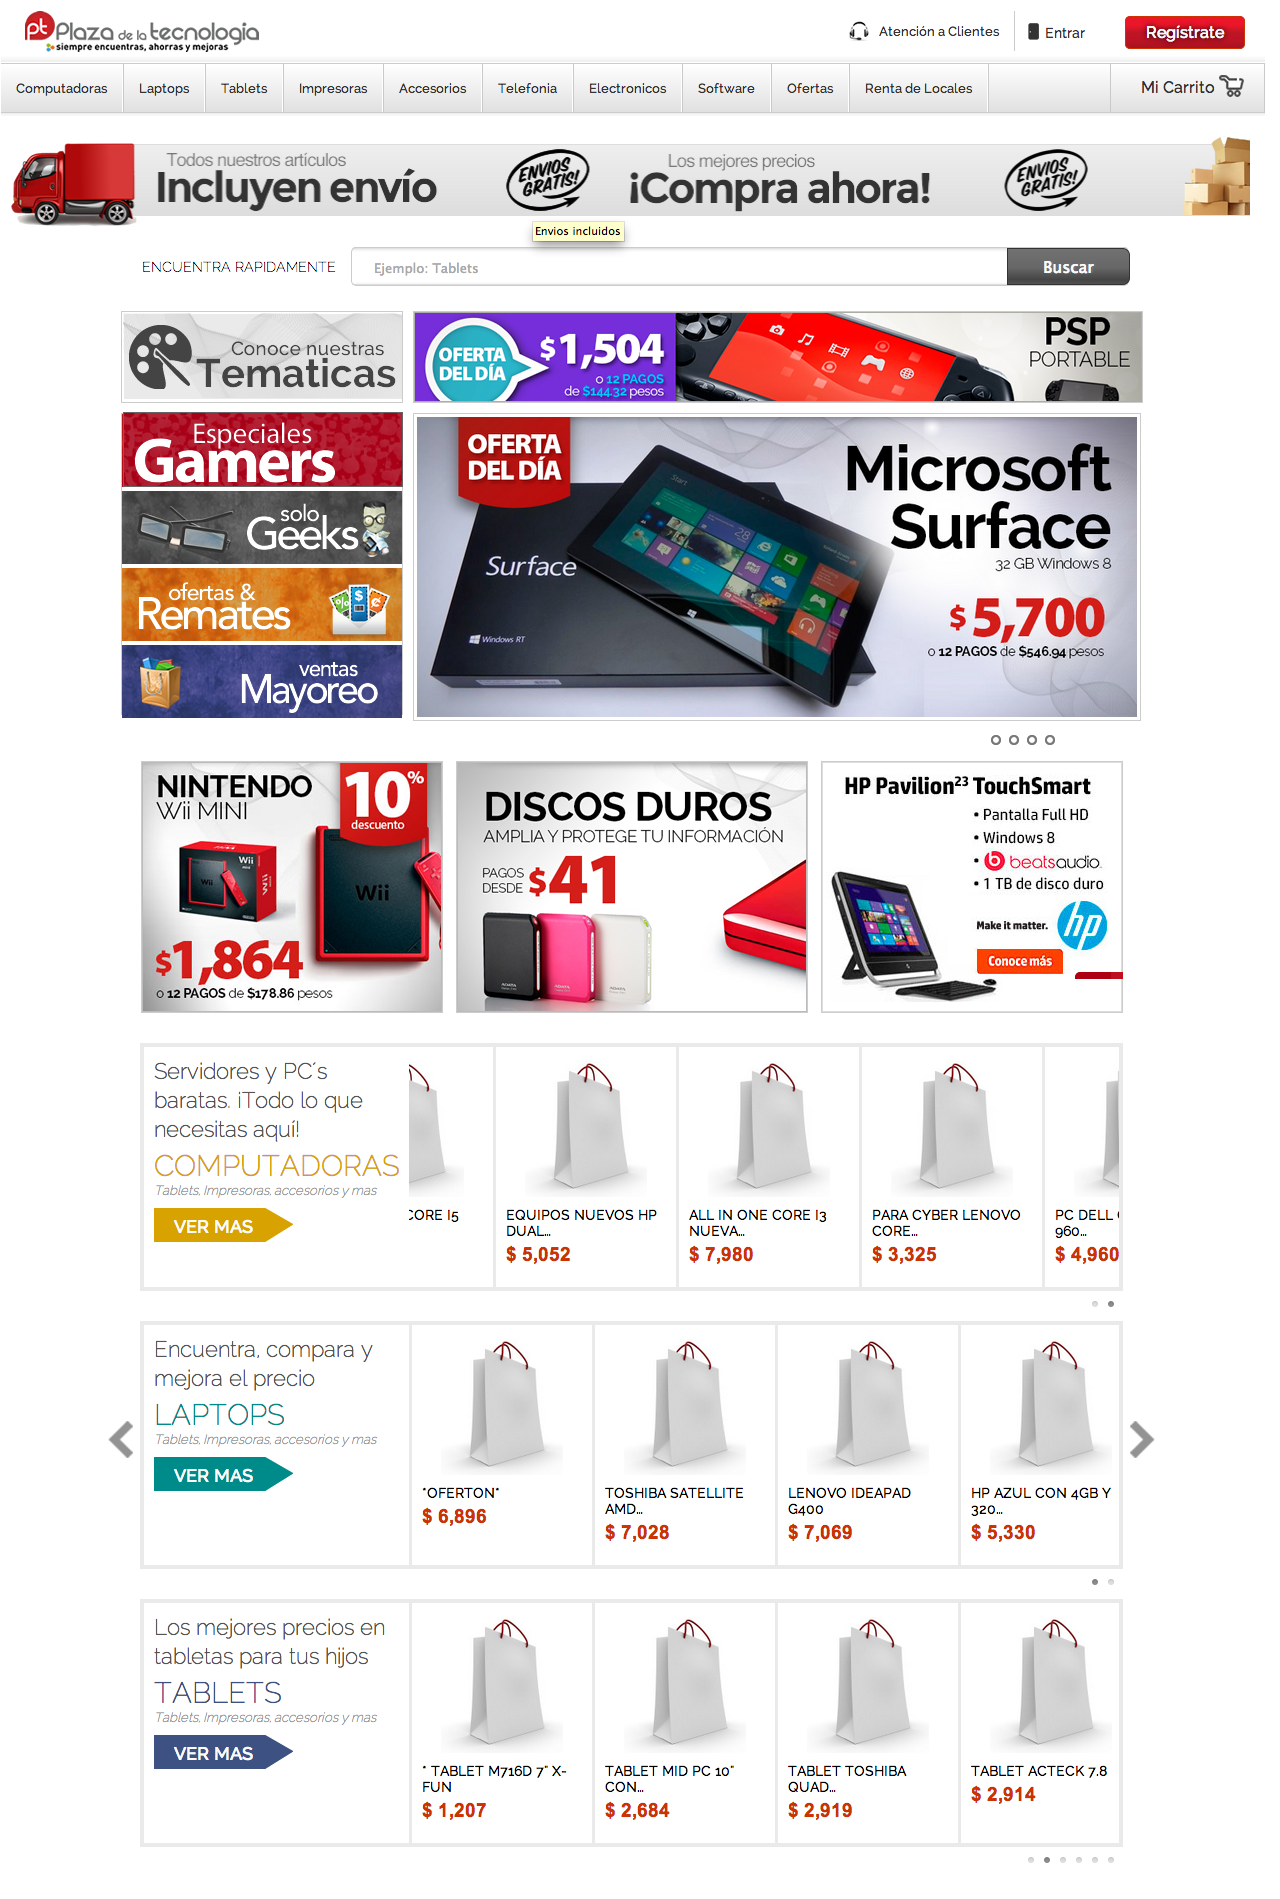 pt Plaza de la tecnología
siempre encuentras, ahorras y mejoras
Atención a Clientes
Entrar
Regístrate
Computadoras
Laptops
Tablets
Impresoras
Accesorios
Telefonia
Electronicos
Software
Ofertas
Renta de Locales
Mi Carrito
Todos nuestros artículos
Incluyen envío
ENVIOS GRATIS!
Los mejores precios
¡Compra ahora!
ENVIOS GRATIS!
Envios incluidos
ENCUENTRA RAPIDAMENTE
Ejemplo: Tablets
Buscar
Conoce nuestras
Tematicas
OFERTA
DEL DÍA
$1,504
o 12 PAGOS
de $144.32 pesos
PSP
PORTABLE
Especiales
Gamers
solo
Geeks
ofertas &
Remates
ventas
Mayoreo
OFERTA
DEL DÍA
Surface
Windows RT
Start
Microsoft
Surface
32 GB Windows 8
$5,700
o 12 PAGOS de $546.94 pesos
NINTENDO
Wii MINI
10%
descuento
Wii
Wii
Wii
Wii
$1,864
o 12 PAGOS de $178.86 pesos
DISCOS DUROS
AMPLIA Y PROTEGE TU INFORMACIÓN
PAGOS
DESDE
$41
ADATA
ADATA
HP Pavilion23 TouchSmart
• Pantalla Full HD
• Windows 8
• beatsaudio.
• 1 TB de disco duro
Make it matter.
hp
Conoce más
Servidores y PC´s
baratas. ¡Todo lo que
necesitas aqui!
COMPUTADORAS
Tablets, Impresoras, accesorios y mas
VER MAS
CORE I5
EQUIPOS NUEVOS HP
DUAL...
$ 5,052
ALL IN ONE CORE I3
NUEVA...
$ 7,980
PARA CYBER LENOVO
CORE...
$ 3,325
PC DELL
960...
$ 4,960
Encuentra, compara y
mejora el precio
LAPTOPS
Tablets, Impresoras, accesorios y mas
VER MAS
*OFERTON*
$ 6,896
TOSHIBA SATELLITE
AMD...
$ 7,028
LENOVO IDEAPAD
G400
$ 7,069
HP AZUL CON 4GB Y
320...
$ 5,330
Los mejores precios en
tabletas para tus hijos
TABLETS
Tablets, Impresoras, accesorios y mas
VER MAS
* TABLET M716D 7" X-
FUN
$ 1,207
TABLET MID PC 10"
CON...
$ 2,684
TABLET TOSHIBA
QUAD...
$ 2,919
TABLET ACTECK 7.8
$ 2,914